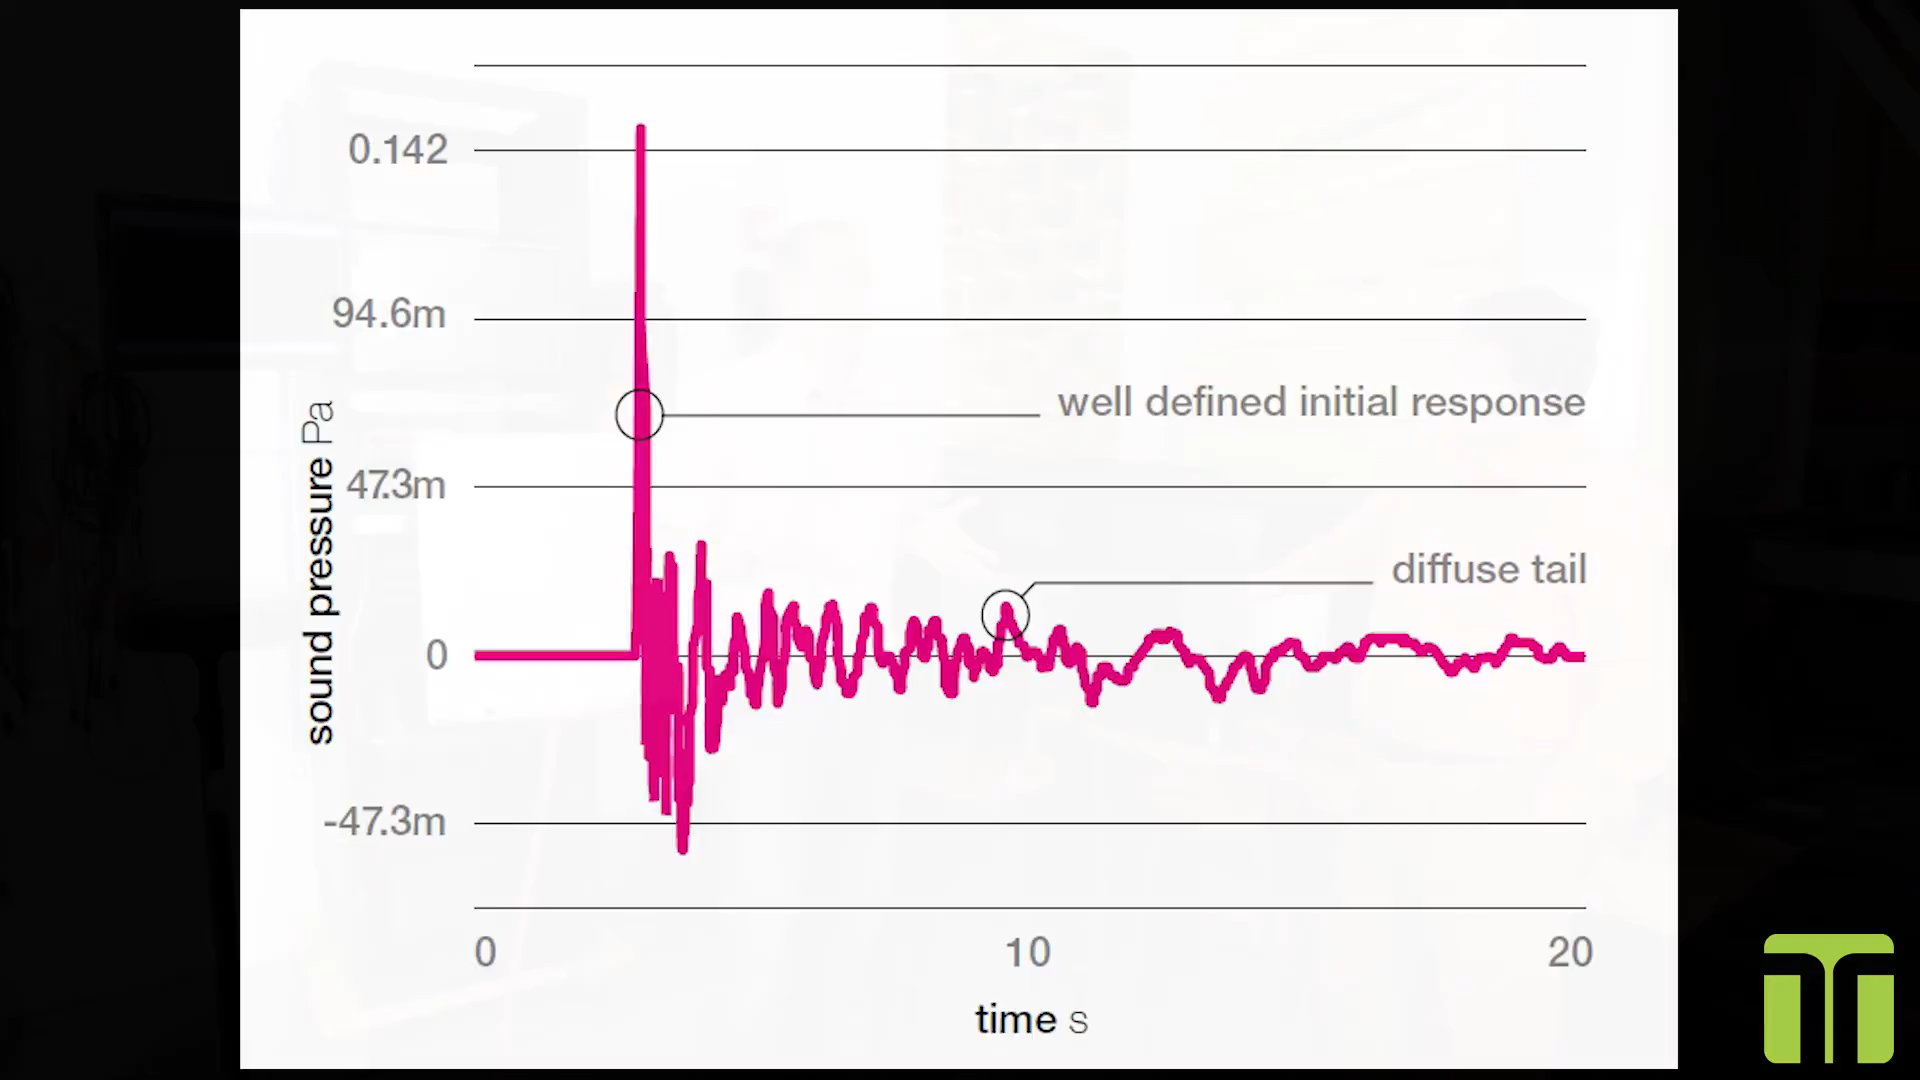 0.142
94.6m
well defined initial response
47.3m
diffuse tail
0
-47.3m
sound pressure Pa
0 10 20
time s